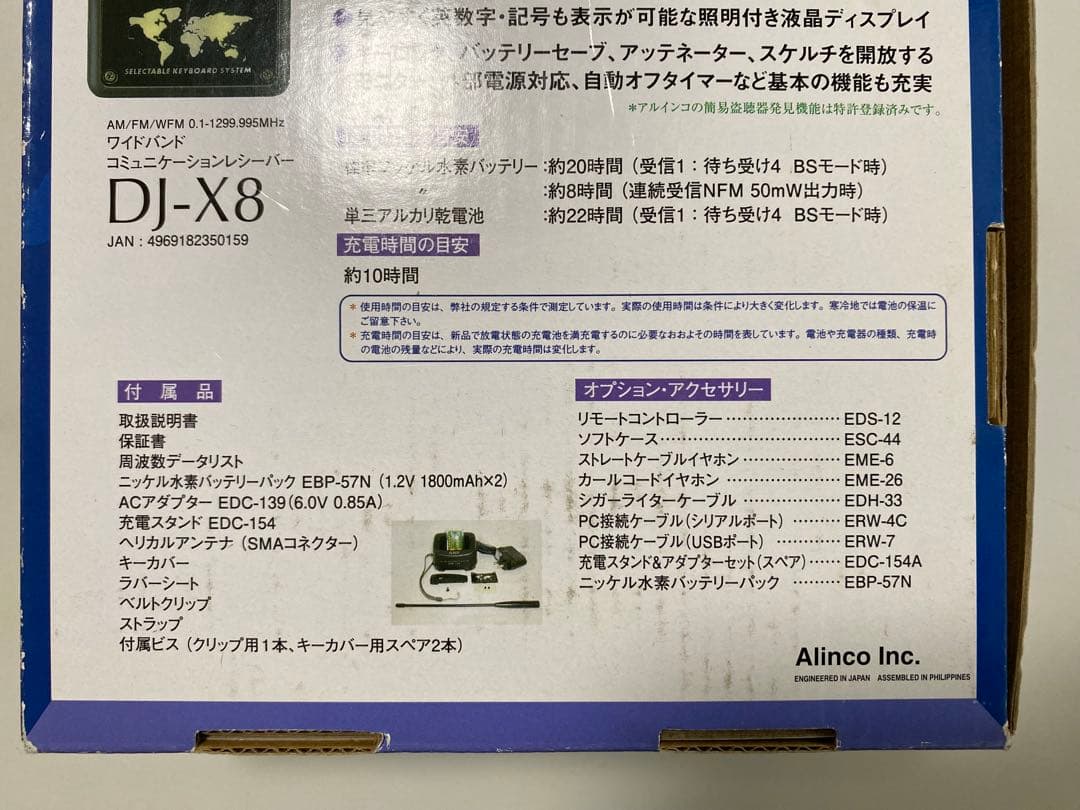 SELECTABLE KEYBOARD SYSTEM
数字・記号も表示が可能な照明付き液晶ディスプレイ
バッテリーセーブ、アッテネーター、スケルチを開放する
部電源対応、自動オフタイマーなど基本の機能も充実
*アルインコの簡易盗聴器発見機能は特許登録済みです。
AM/FM/WFM 0.1-1299.995MHz
ワイドバンド
コミュニケーションレシーバー
DJ-X8
JAN : 4969182350159
ニッケル水素バッテリー:約20時間(受信1:待ち受け4 BSモード時)
〃 :約8時間(連続受信NFM 50mW出力時)
単三アルカリ乾電池 :約22時間(受信1:待ち受け4 BSモード時)
充電時間の目安
約10時間
* 使用時間の目安は、弊社の規定する条件で測定しています。実際の使用時間は条件により大きく変化します。寒冷地では電池の保温に
ご留意下さい。
* 充電時間の目安は、新品で放電状態の充電池を満充電するのに必要なおおよその時間を表しています。電池や充電器の種類、充電時
の電池の残量などにより、実際の充電時間は変化します。
付属品
取扱説明書
保証書
周波数データリスト
ニッケル水素バッテリーパック EBP-57N(1.2V 1800mAh×2)
ACアダプター EDC-139(6.0V 0.85A)
充電スタンド EDC-154
ヘリカルアンテナ(SMAコネクター)
キーカバー
ラバーシート
ベルトクリップ
ストラップ
付属ビス(クリップ用1本、キーカバー用スペア2本)
オプション・アクセサリー
リモートコントローラー……………………EDS-12
ソフトケース……………………………ESC-44
ストレートケーブルイヤホン………………EME-6
カールコードイヤホン……………………EME-26
シガーライターケーブル…………………EDH-33
PC接続ケーブル(シリアルポート)………ERW-4C
PC接続ケーブル(USBポート)…………ERW-7
充電スタンド&アダプターセット(スペア)……EDC-154A
ニッケル水素バッテリーパック………EBP-57N
Alinco Inc.
ENGINEERED IN JAPAN ASSEMBLED IN PHILIPPINES